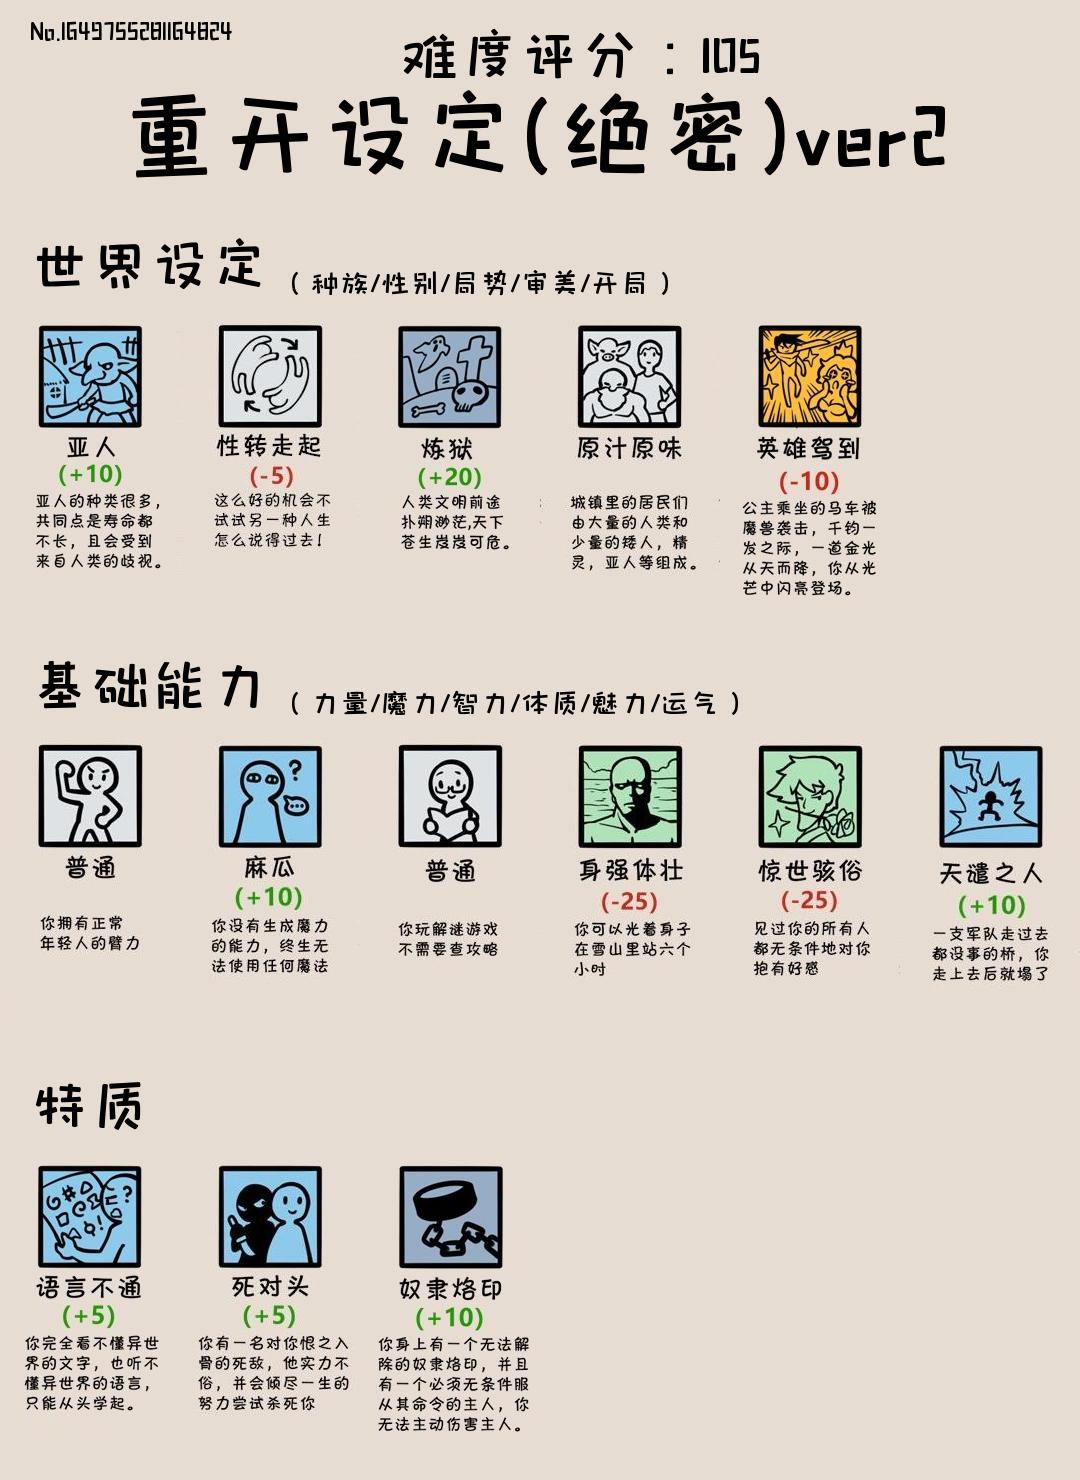 No.1649755281164824
难度评分：105
重开设定(绝密)ver2
世界设定（种族/性别/局势/审美/开局）
亚人
(+10)
亚人的种类很多，
共同点是寿命都
不长，且会受到
来自人类的歧视。
性转走起
(-5)
这么好的机会不
试试另一种人生
怎么说得过去！
炼狱
(+20)
人类文明前途
扑朔渺茫,天下
苍生岌岌可危。
原汁原味
城镇里的居民们
由大量的人类和
少量的矮人，精
灵，亚人等组成。
英雄驾到
(-10)
公主乘坐的马车被
魔兽袭击，千钧一
发之际，一道金光
从天而降，你从光
芒中闪亮登场。
基础能力（力量/魔力/智力/体质/魅力/运气）
普通
你拥有正常
年轻人的臂力
麻瓜
(+10)
你没有生成魔力
的能力，终生无
法使用任何魔法
普通
你玩解谜游戏
不需要查攻略
身强体壮
(-25)
你可以光着身子
在雪山里站六个
小时
惊世骇俗
(-25)
见过你的所有人
都无条件地对你
抱有好感
天谴之人
(+10)
一支军队走过去
都没事的桥，你
走上去后就塌了
特质
语言不通
(+5)
你完全看不懂异世
界的文字，也听不
懂异世界的语言，
只能从头学起。
死对头
(+5)
你有一名对你恨之入
骨的死敌，他实力不
俗，并会倾尽一生的
努力尝试杀死你
奴隶烙印
(+10)
你身上有一个无法解
除的奴隶烙印，并且
有一个必须无条件服
从其命令的主人，你
无法主动伤害主人。